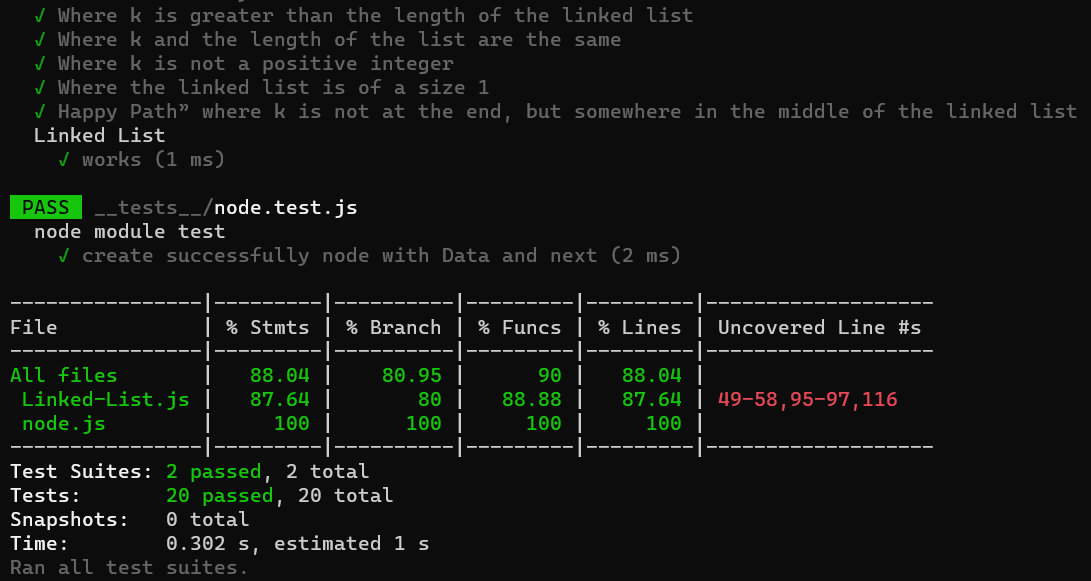 √ Where k is greater than the length of the linked list
√ Where k and the length of the list are the same
√ Where k is not a positive integer
√ Where the linked list is of a size 1
√ Happy Path” where k is not at the end, but somewhere in the middle of the linked list
Linked List
√ works (1 ms)
PASS __tests__/node.test.js
node module test
√ create successfully node with Data and next (2 ms)
----------------|---------|----------|---------|---------|-------------------
File            | % Stmts | % Branch | % Funcs | % Lines | Uncovered Line #s
----------------|---------|----------|---------|---------|-------------------
All files       |   88.04 |    80.95 |      90 |   88.04 |
 Linked-List.js |   87.64 |       80 |   88.88 |   87.64 | 49-58,95-97,116
 node.js        |     100 |      100 |     100 |     100 |
----------------|---------|----------|---------|---------|-------------------
Test Suites: 2 passed, 2 total
Tests:       20 passed, 20 total
Snapshots:   0 total
Time:        0.302 s, estimated 1 s
Ran all test suites.